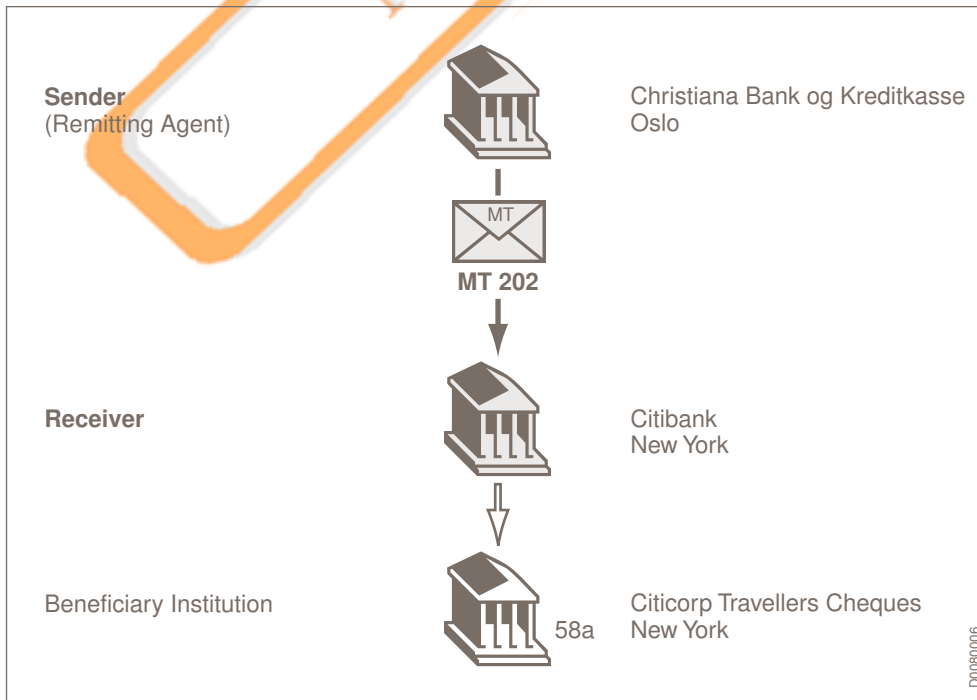 Sender
(Remitting Agent)
Christiana Bank og Kreditkasse
Oslo
MT
MT 202
Receiver
Citibank
New York
Beneficiary Institution
58a
Citicorp Travellers Cheques
New York
D0080006